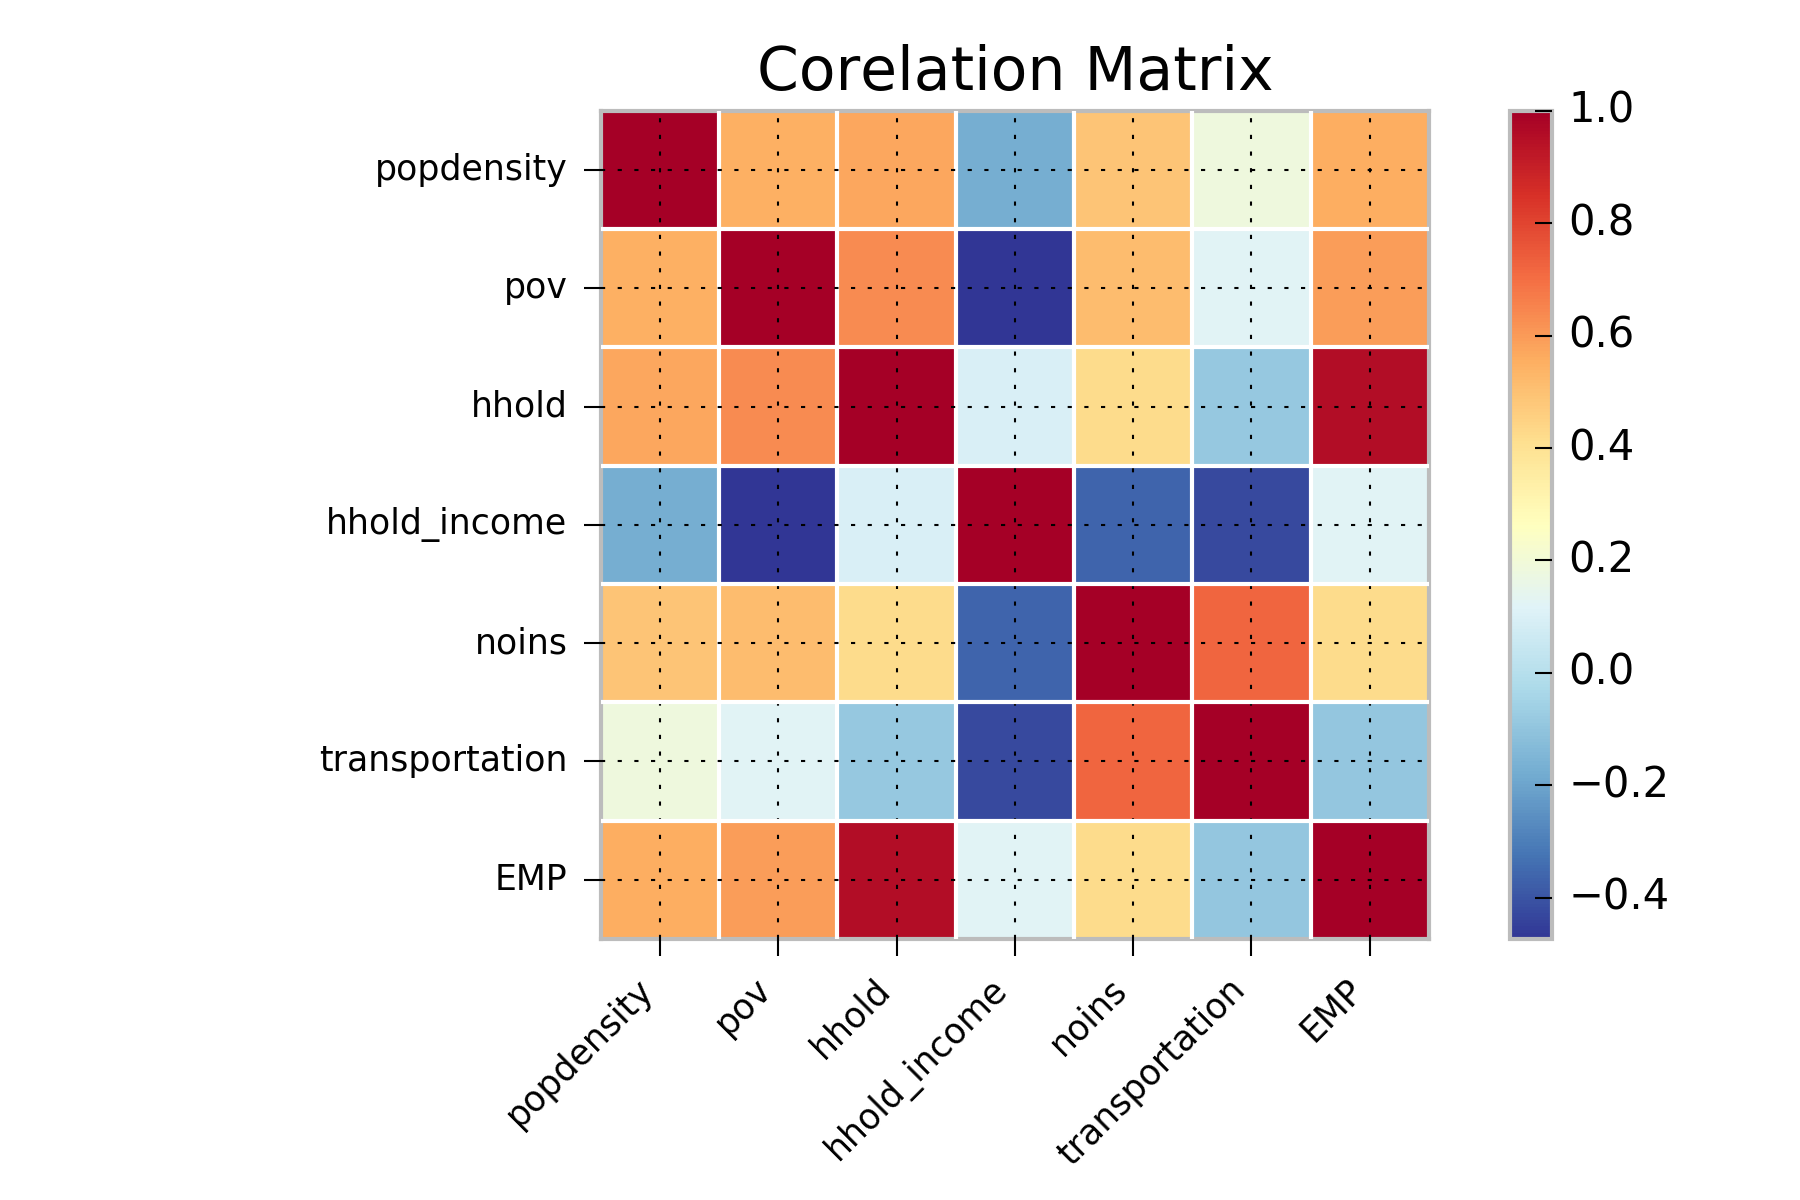 Corelation Matrix
popdensity
pov
hhold
hhold_income
noins
transportation
EMP
popdensity
pov
hhold
hhold_income
noins
transportation
EMP
1.0
0.8
0.6
0.4
0.2
0.0
−0.2
−0.4